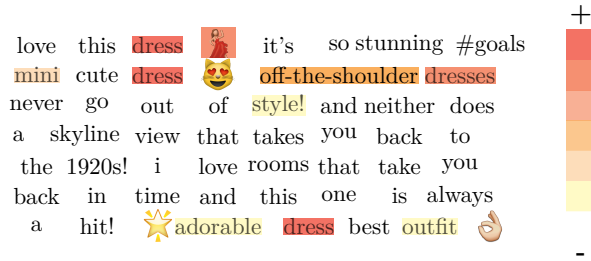 love this dress 💃 it's so stunning #goals
mini cute dress 😻 off-the-shoulder dresses
never go out of style! and neither does
a skyline view that takes you back to
the 1920s! i love rooms that take you
back in time and this one is always
a hit! 🌟 adorable dress best outfit 👌🏼
+
-